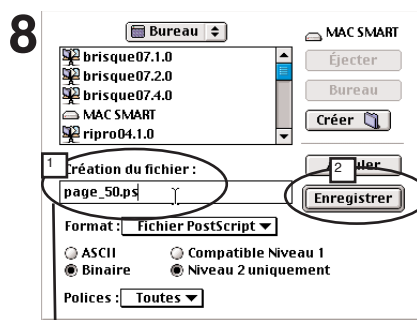 8
Bureau
MAC SMART
brisque07.1.0
brisque07.2.0
brisque07.4.0
MAC SMART
ripro04.1.0
Éjecter
Bureau
Créer
1
Création du fichier :
page_50.ps
2
Enregistrer
Format : Fichier PostScript
ASCII Compatible Niveau 1
Binaire Niveau 2 uniquement
Polices : Toutes